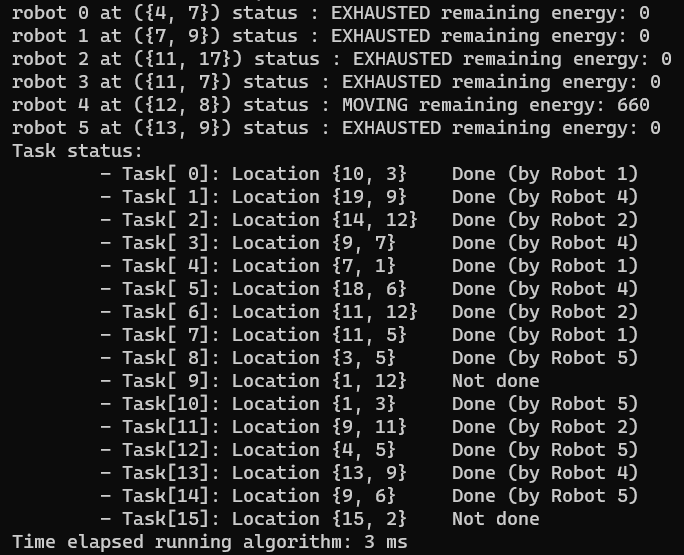 robot 0 at ({4, 7}) status : EXHAUSTED remaining energy: 0
robot 1 at ({7, 9}) status : EXHAUSTED remaining energy: 0
robot 2 at ({11, 17}) status : EXHAUSTED remaining energy: 0
robot 3 at ({11, 7}) status : EXHAUSTED remaining energy: 0
robot 4 at ({12, 8}) status : MOVING remaining energy: 660
robot 5 at ({13, 9}) status : EXHAUSTED remaining energy: 0
Task status:
- Task[ 0]: Location {10, 3} Done (by Robot 1)
- Task[ 1]: Location {19, 9} Done (by Robot 4)
- Task[ 2]: Location {14, 12} Done (by Robot 2)
- Task[ 3]: Location {9, 7} Done (by Robot 4)
- Task[ 4]: Location {7, 1} Done (by Robot 1)
- Task[ 5]: Location {18, 6} Done (by Robot 4)
- Task[ 6]: Location {11, 12} Done (by Robot 2)
- Task[ 7]: Location {11, 5} Done (by Robot 1)
- Task[ 8]: Location {3, 5} Done (by Robot 5)
- Task[ 9]: Location {1, 12} Not done
- Task[10]: Location {1, 3} Done (by Robot 5)
- Task[11]: Location {9, 11} Done (by Robot 2)
- Task[12]: Location {4, 5} Done (by Robot 5)
- Task[13]: Location {13, 9} Done (by Robot 4)
- Task[14]: Location {9, 6} Done (by Robot 5)
- Task[15]: Location {15, 2} Not done
Time elapsed running algorithm: 3 ms